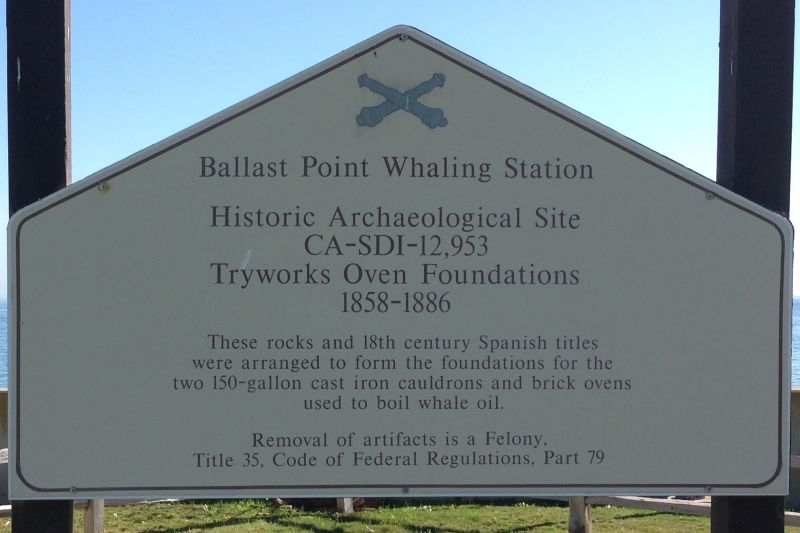 Ballast Point Whaling Station
Historic Archaeological Site
CA-SDI-12,953
Tryworks Oven Foundations
1858-1886
These rocks and 18th century Spanish titles
were arranged to form the foundations for the
two 150-gallon cast iron cauldrons and brick ovens
used to boil whale oil.
Removal of artifacts is a Felony,
Title 35, Code of Federal Regulations, Part 79